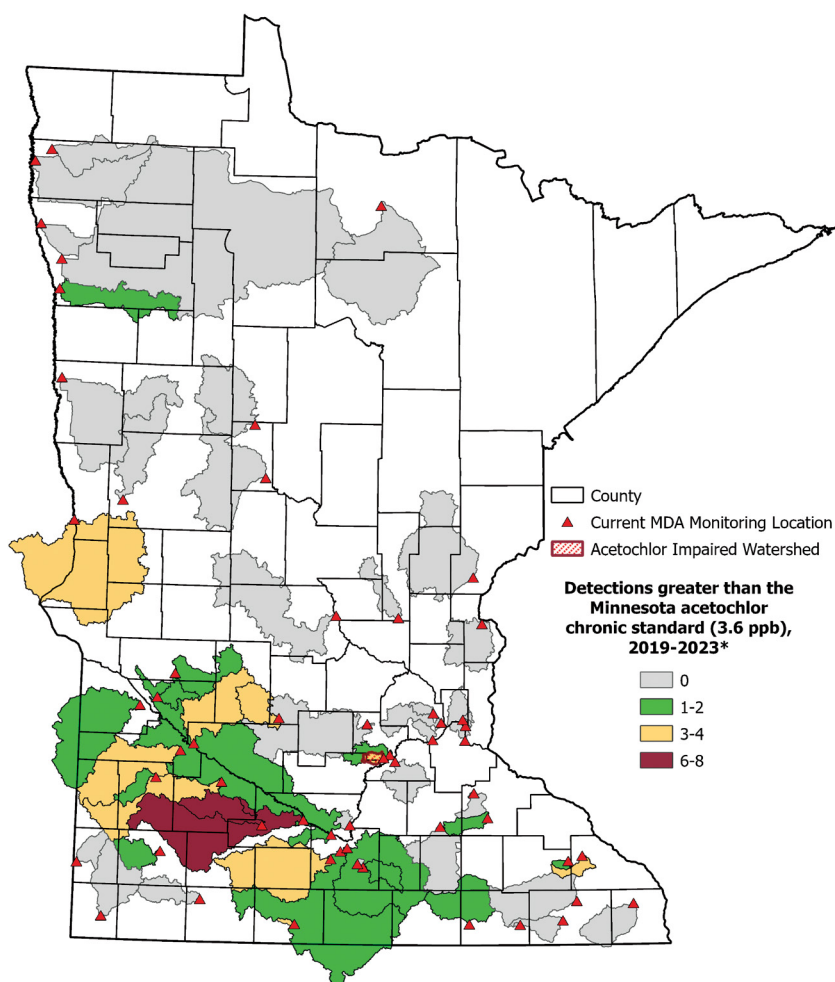 County
Current MDA Monitoring Location
Acetochlor Impaired Watershed
Detections greater than the
Minnesota acetochlor
chronic standard (3.6 ppb),
2019-2023*
0
1-2
3-4
6-8